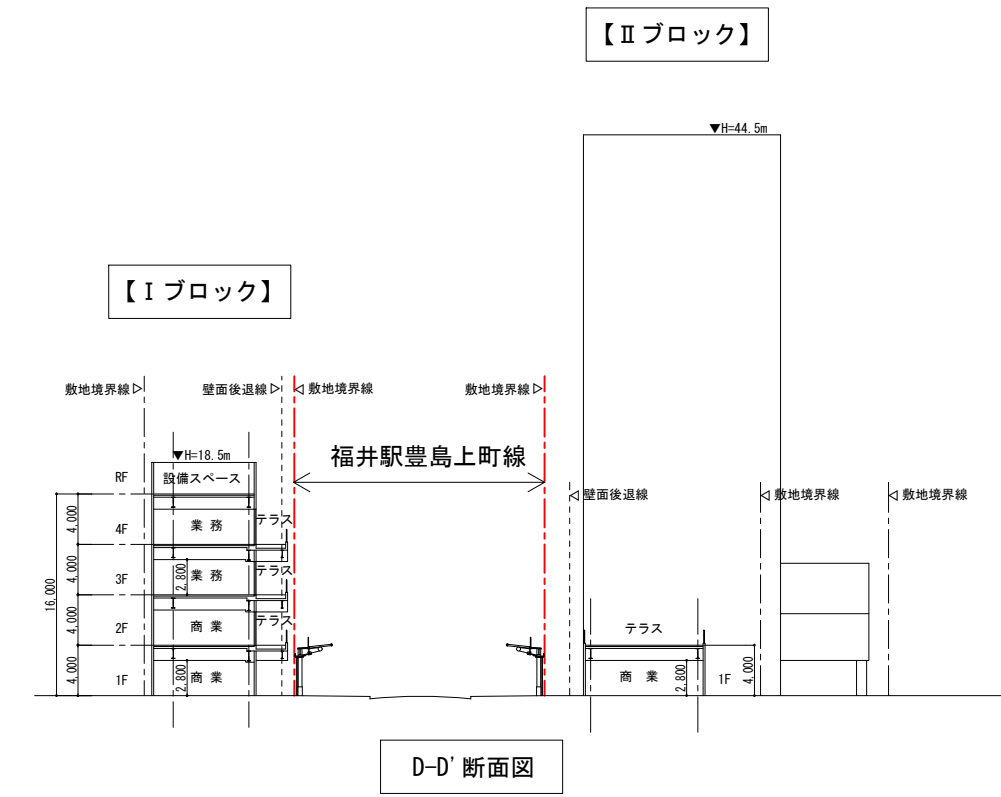 【Ⅱブロック】
▼H=44.5m
【Ⅰブロック】
敷地境界線▷
壁面後退線▷
◁敷地境界線
敷地境界線▷
福井駅豊島上町線
▼H=18.5m
RF
設備スペース
◁壁面後退線
◁敷地境界線
◁敷地境界線
4,000
4F
業務
テラス
16,000
4,000
3F
2,800
業務
テラス
4,000
2F
商業
テラス
4,000
1F
2,800
商業
テラス
商業
2,800
1F
4,000
D-D'断面図